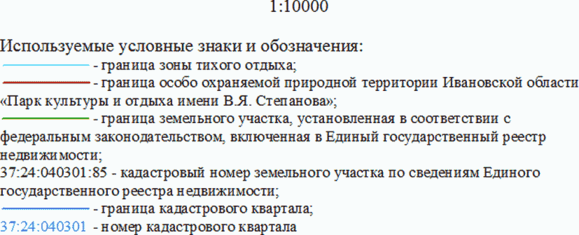 1:10000
Используемые условные знаки и обозначения:
- граница зоны тихого отдыха;
- граница особо охраняемой природной территории Ивановской области
«Парк культуры и отдыха имени В.Я. Степанова»;
- граница земельного участка, установленная в соответствии с
федеральным законодательством, включенная в Единый государственный реестр
недвижимости;
37:24:040301:85 - кадастровый номер земельного участка по сведениям Единого
государственного реестра недвижимости;
- граница кадастрового квартала;
37:24:040301 - номер кадастрового квартала